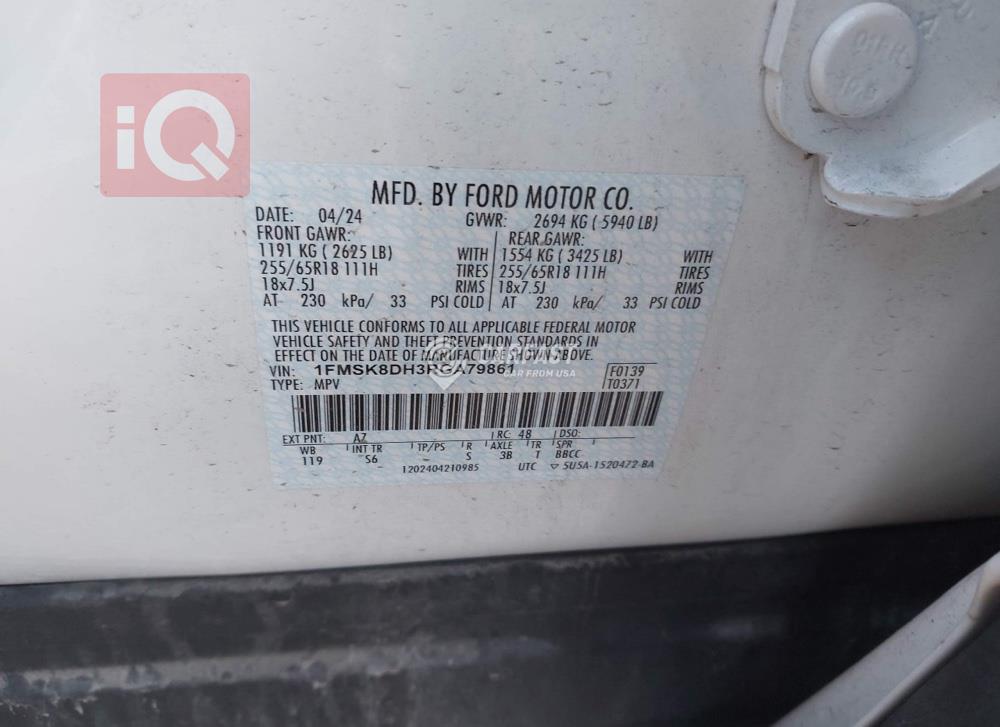 iQ
MFD. BY FORD MOTOR CO.
DATE: 04/24 GVWR: 2694 KG ( 5940 LB)
FRONT GAWR: REAR GAWR:
1191 KG ( 2625 LB) WITH 1554 KG ( 3425 LB) WITH
255/65R18 111H TIRES 255/65R18 111H TIRES
18x7.5J RIMS 18x7.5J RIMS
AT 230 kPa/ 33 PSI COLD AT 230 kPa/ 33 PSI COLD
THIS VEHICLE CONFORMS TO ALL APPLICABLE FEDERAL MOTOR
VEHICLE SAFETY AND THEFT PREVENTION STANDARDS IN
EFFECT ON THE DATE OF MANUFACTURE SHOWN ABOVE.
CARFAST
CAR FROM USA
VIN: 1FMSK8DH3RGA79861 F0139
TYPE: MPV T0371
EXT PNT: AZ RC: 48 DSO:
WB INT TR TP/PS R AXLE TR SPR
119 S6 S 3B T BBCC
1202404210985 UTC ▽ 5U5A-1520472-BA